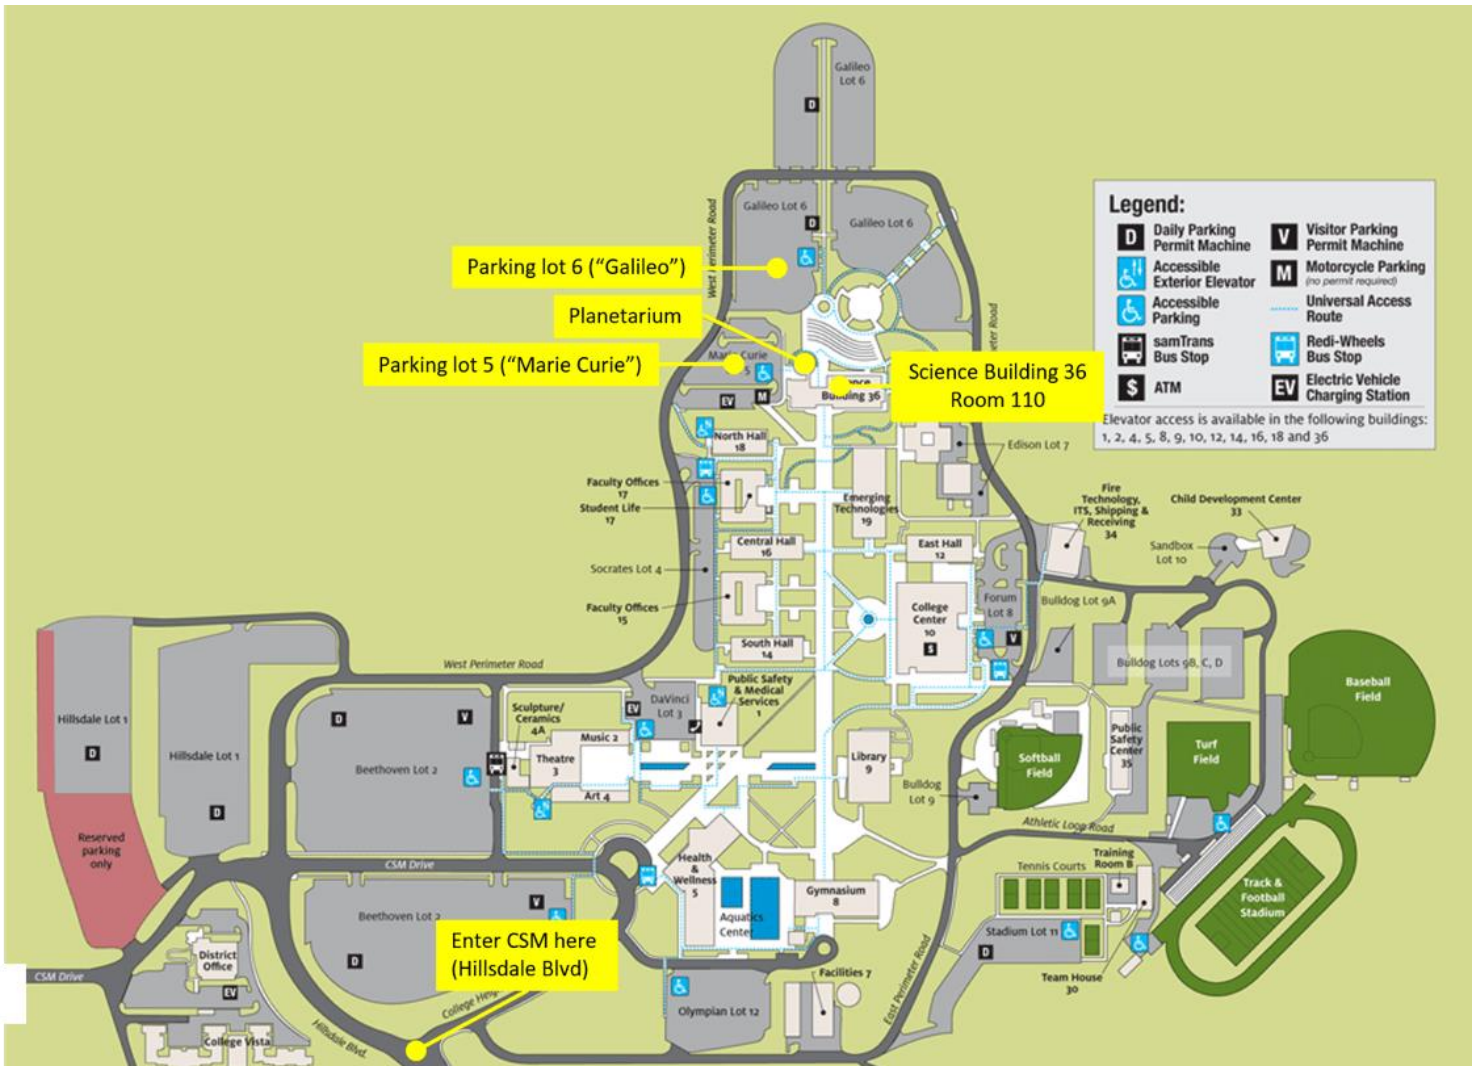 Galileo
Lot 6
D
Galileo Lot 6
D
Galileo Lot 6
West Perimeter Road
Parking lot 6 (“Galileo”)
Planetarium
Parking lot 5 (“Marie Curie”)
Marie Curie
5
EV
M
Building 36
Science Building 36
Room 110
Legend:
D
Daily Parking
Permit Machine
V
Visitor Parking
Permit Machine
Accessible
Exterior Elevator
M
Motorcycle Parking
(no permit required)
Accessible
Parking
Universal Access
Route
samTrans
Bus Stop
Redi-Wheels
Bus Stop
$
ATM
EV
Electric Vehicle
Charging Station
Elevator access is available in the following buildings:
1, 2, 4, 5, 8, 9, 10, 12, 14, 16, 18 and 36
North Hall
18
Edison Lot 7
Faculty Offices
17
Student Life
17
Emerging
Technologies
19
Fire
Technology,
ITS, Shipping &
Receiving
34
Child Development Center
33
Central Hall
16
East Hall
12
Sandbox
Lot 10
Socrates Lot 4
Faculty Offices
15
College
Center
10
$
Forum
Lot 8
V
Bulldog Lot 9A
South Hall
14
Bulldog Lots 9B, C, D
West Perimeter Road
Public Safety
& Medical
Services
1
DaVinci
Lot 3
EV
Sculpture/
Ceramics
4A
Music 2
Theatre
3
Art 4
Hillsdale Lot 1
D
Hillsdale Lot 1
D
D
V
Beethoven Lot 2
Library
9
Bulldog
Lot 9
Softball
Field
Public
Safety
Center
35
Turf
Field
Baseball
Field
Reserved
parking
only
CSM Drive
Athletic Loop Road
Health
&
Wellness
5
Gymnasium
8
Aquatics
Center
Tennis Courts
Training
Room B
Track &
Football
Stadium
Beethoven Lot 2
V
D
Enter CSM here
(Hillsdale Blvd)
Stadium Lot 11
D
Team House
30
District
Office
EV
CSM Drive
College Vista
Hillsdale Blvd.
Olympian Lot 12
Facilities 7
East Perimeter Road